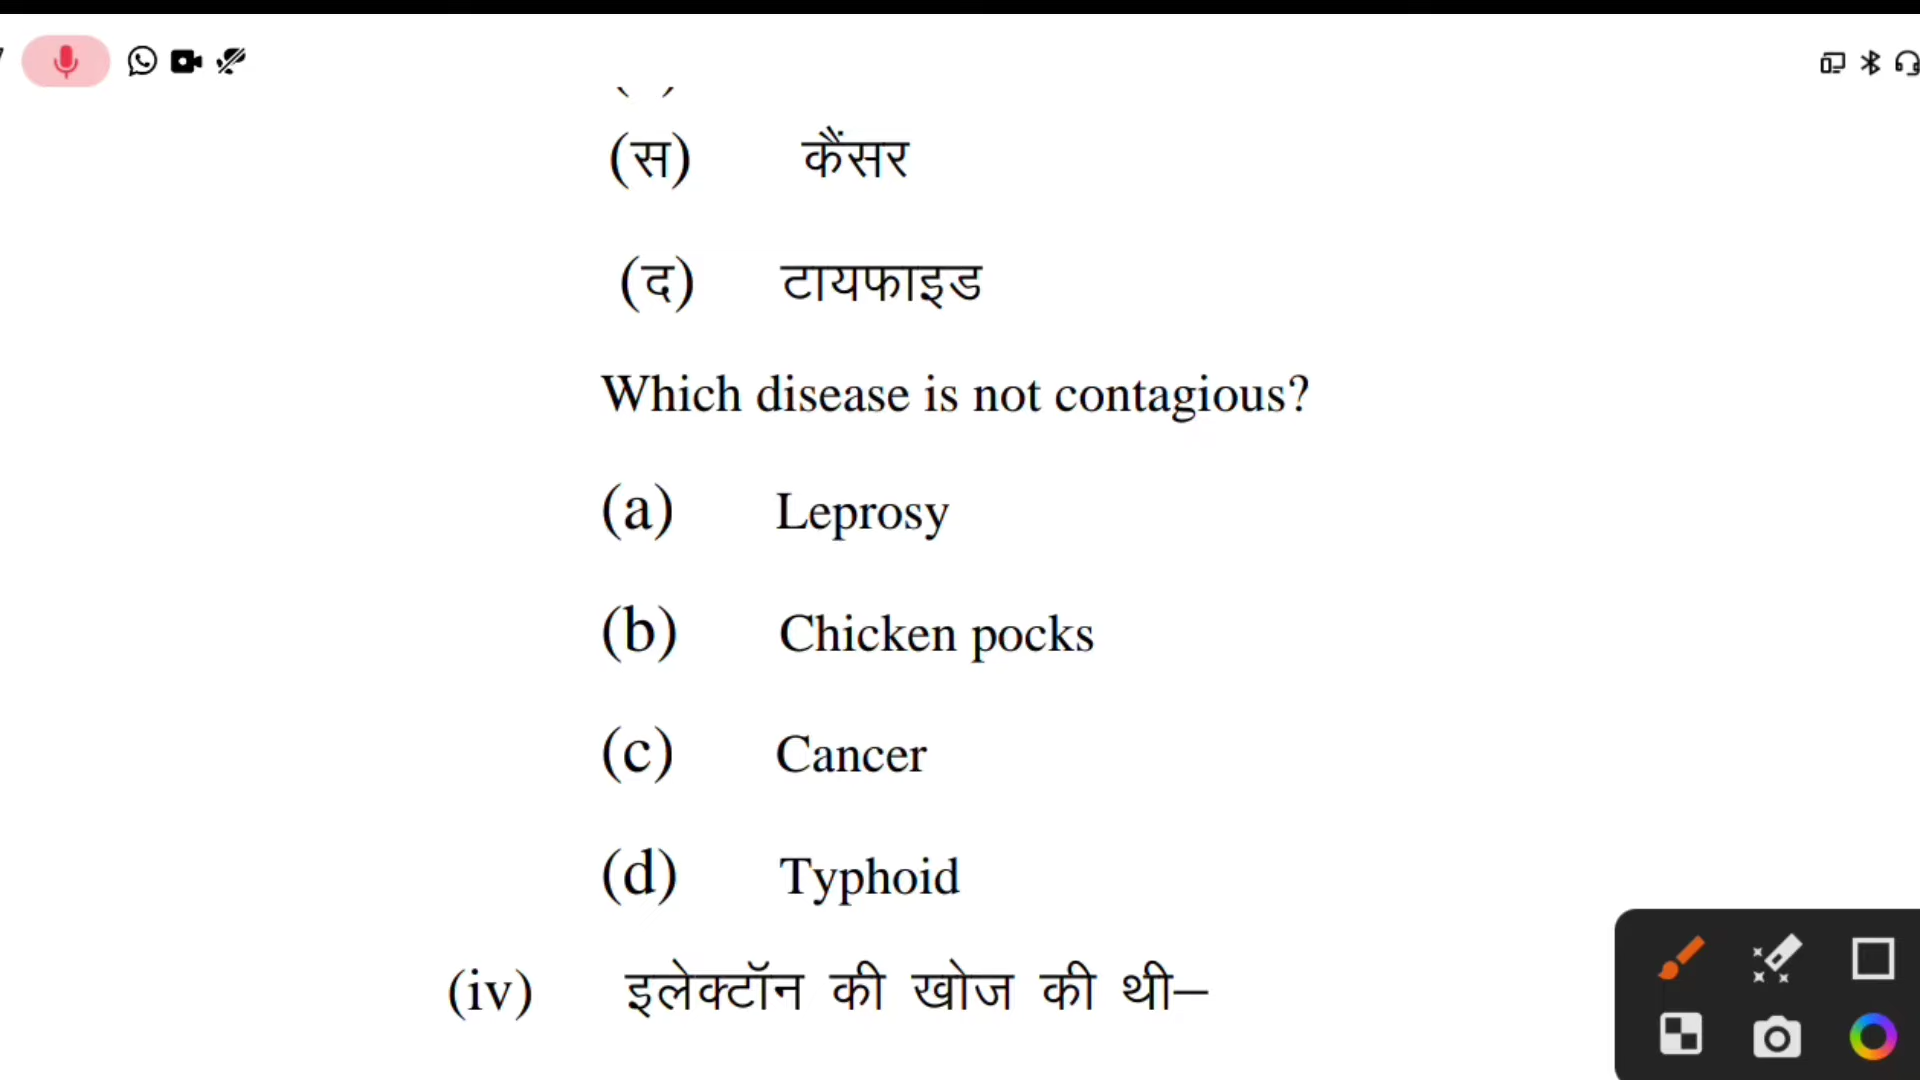 (स) कैंसर
(द) टायफाइड
Which disease is not contagious?
(a) Leprosy
(b) Chicken pocks
(c) Cancer
(d) Typhoid
(iv) इलेक्टॉन की खोज की थी–